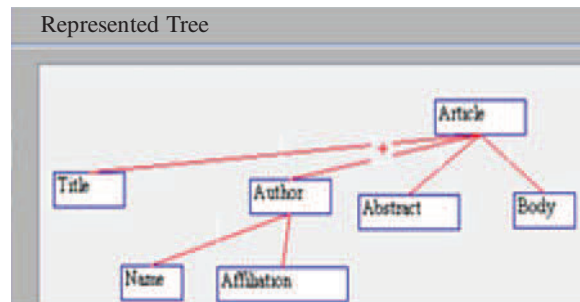 Represented Tree
Article
+
Title
Author
Abstract
Body
Name
Affiliation